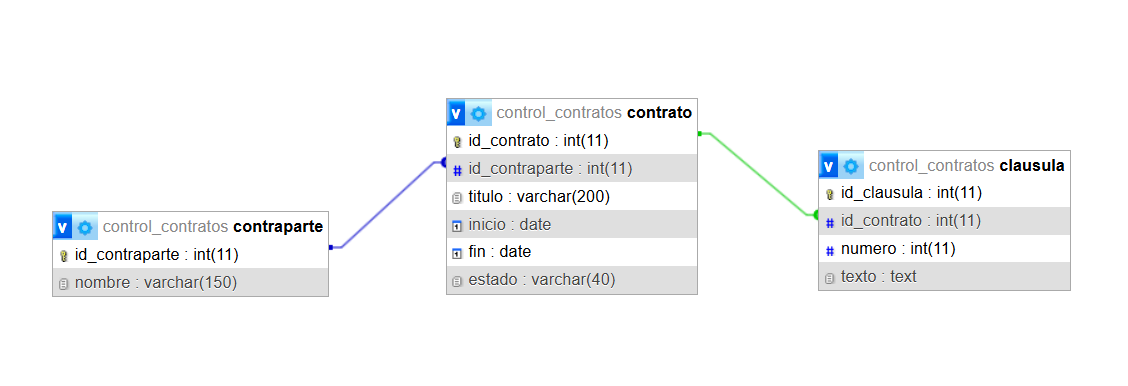 control_contratos contraparte
id_contraparte : int(11)
nombre : varchar(150)
control_contratos contrato
id_contrato : int(11)
id_contraparte : int(11)
titulo : varchar(200)
inicio : date
fin : date
estado : varchar(40)
control_contratos clausula
id_clausula : int(11)
id_contrato : int(11)
numero : int(11)
texto : text